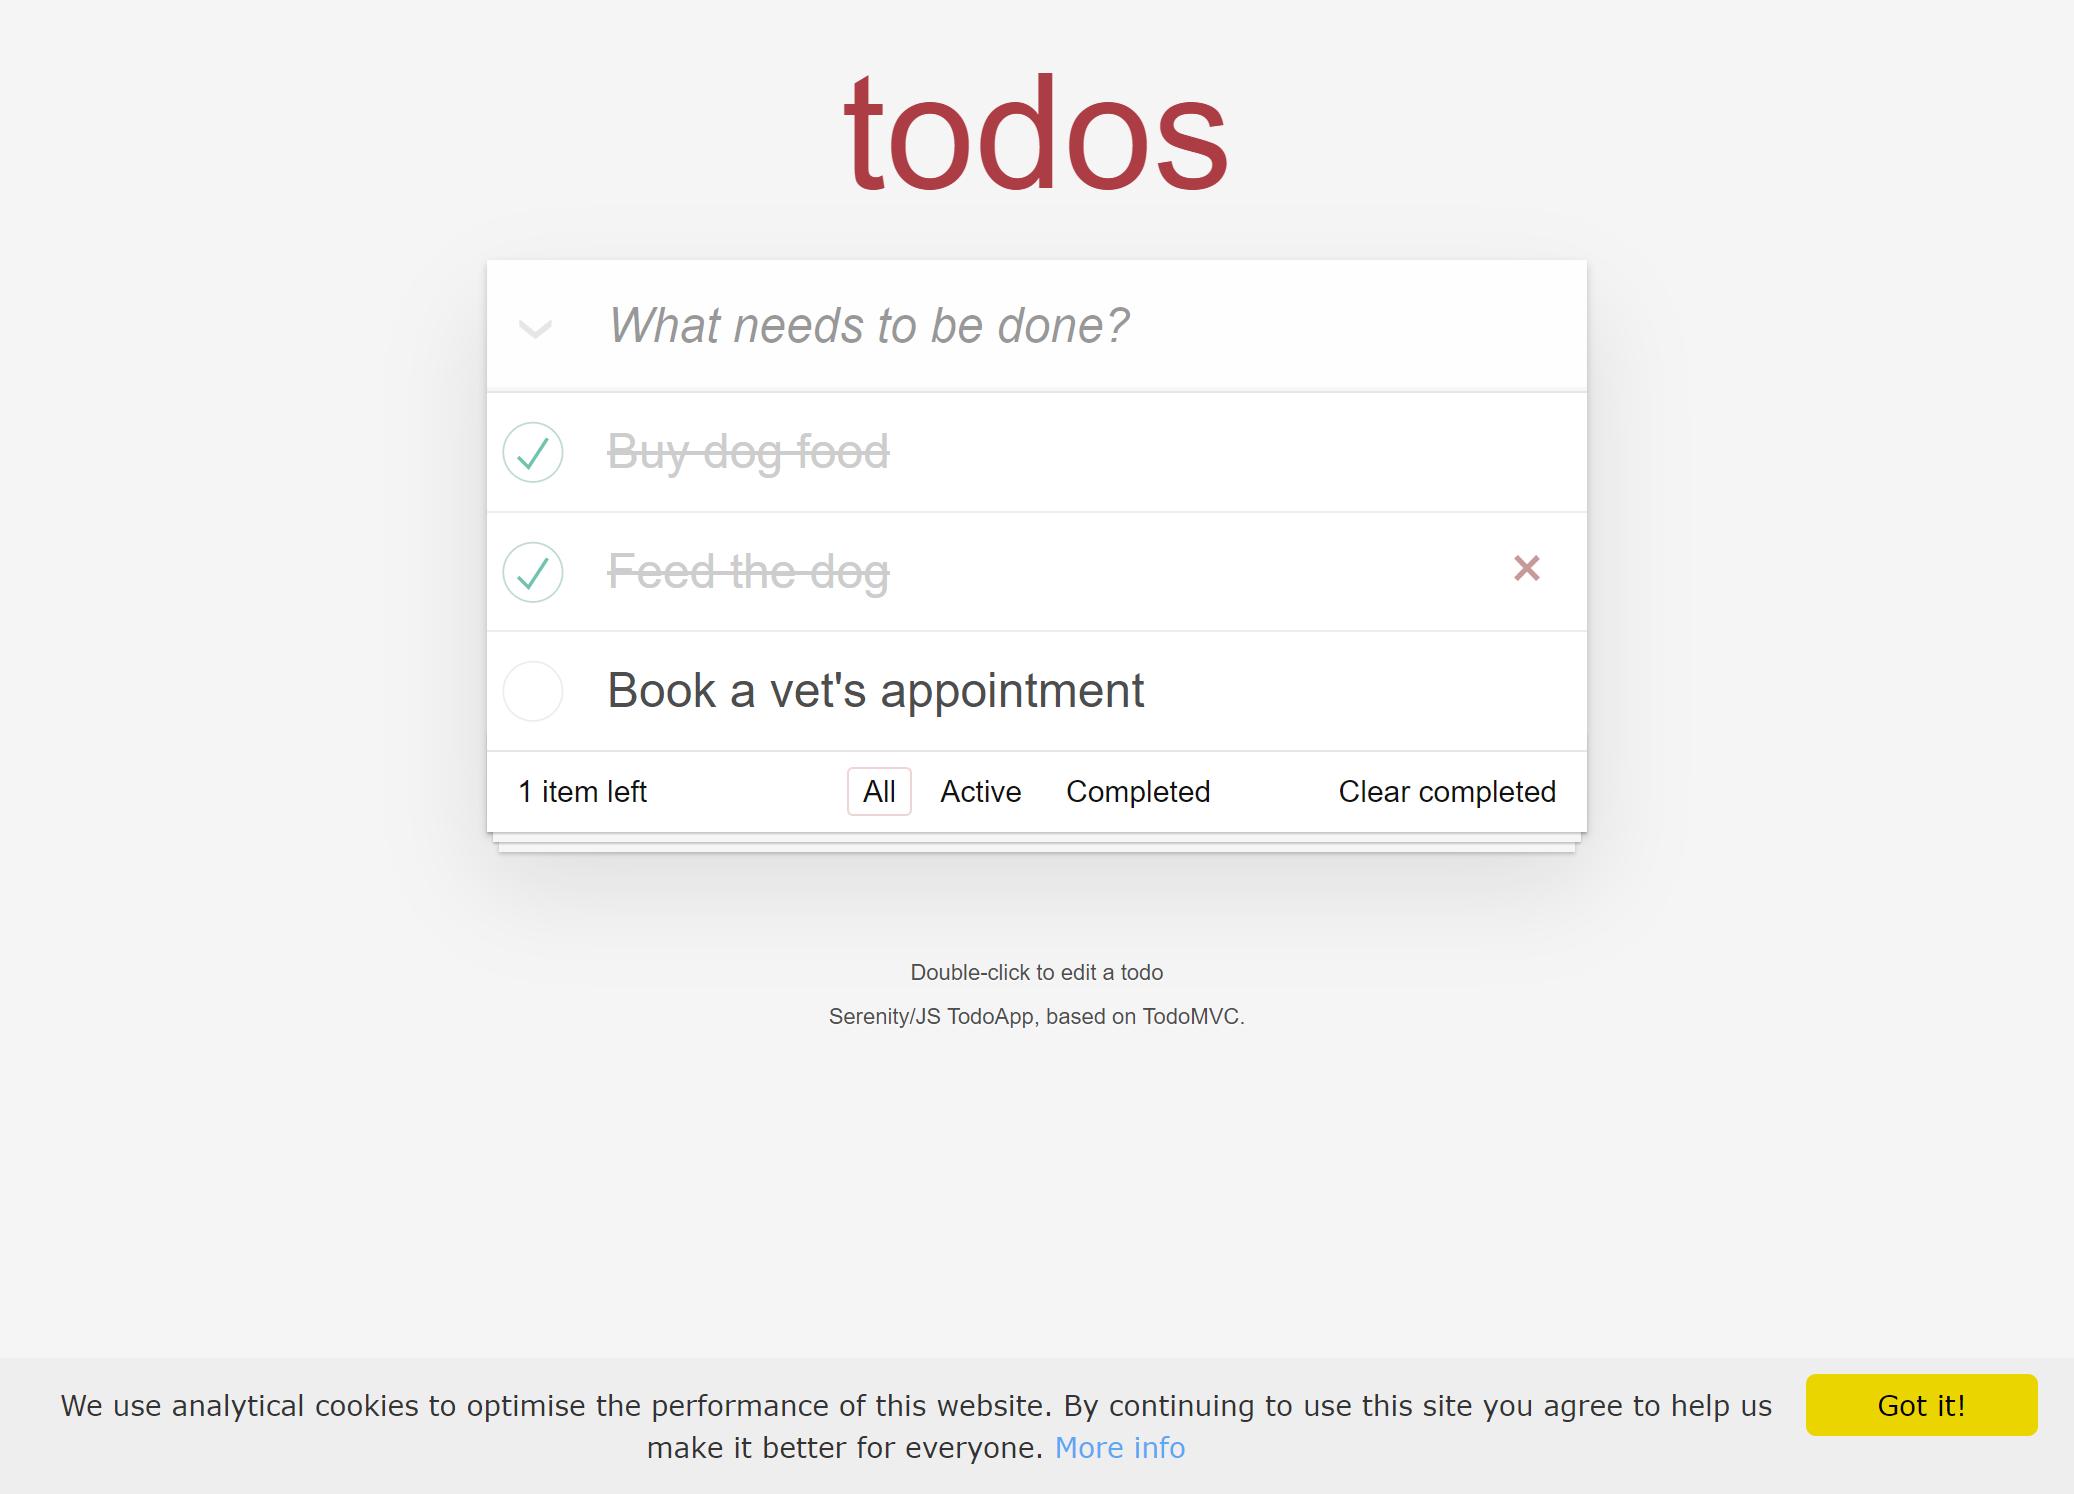 todos
What needs to be done?
Buy dog food
Feed the dog
Book a vet's appointment
1 item left All Active Completed Clear completed
Double-click to edit a todo
Serenity/JS TodoApp, based on TodoMVC.
We use analytical cookies to optimise the performance of this website. By continuing to use this site you agree to help us
make it better for everyone. More info
Got it!